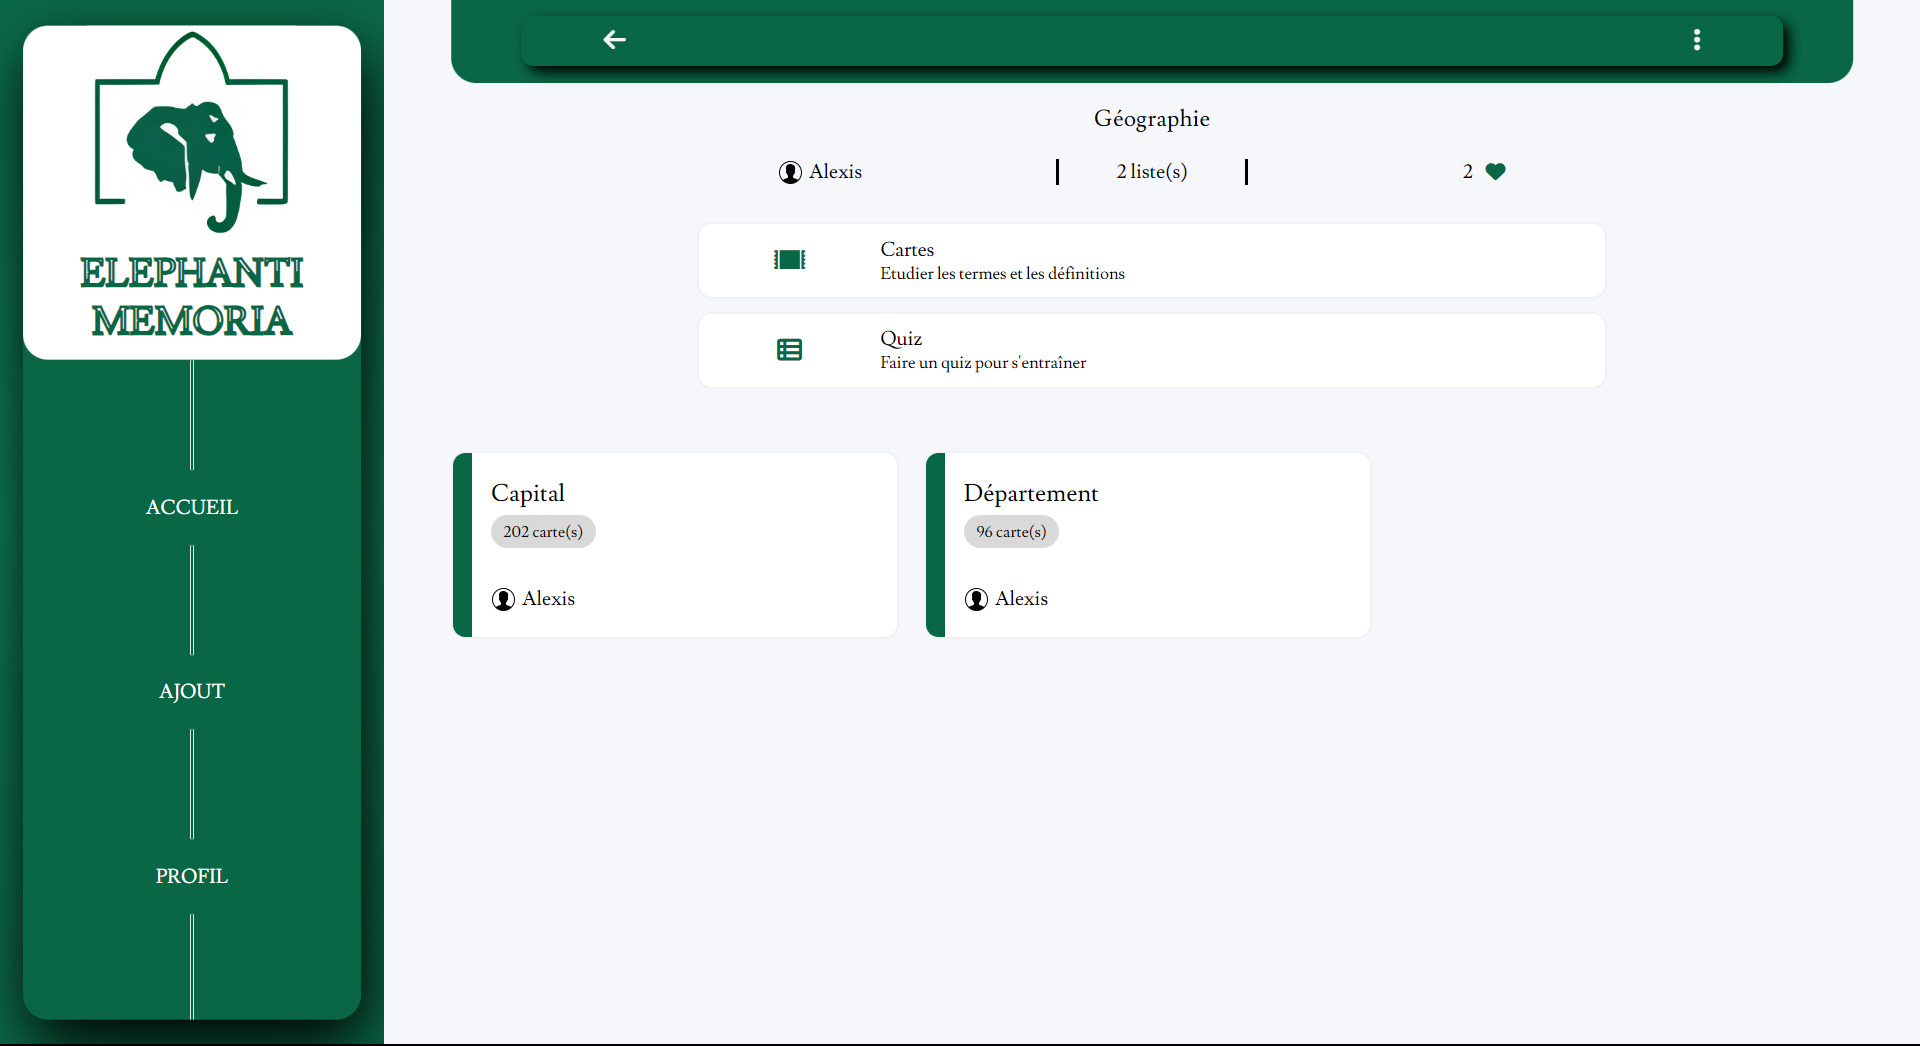 ELEPHANTI
MEMORIA
ACCUEIL
AJOUT
PROFIL
Géographie
Alexis
2 liste(s)
2
Cartes
Etudier les termes et les définitions
Quiz
Faire un quiz pour s'entraîner
Capital
202 carte(s)
Alexis
Département
96 carte(s)
Alexis